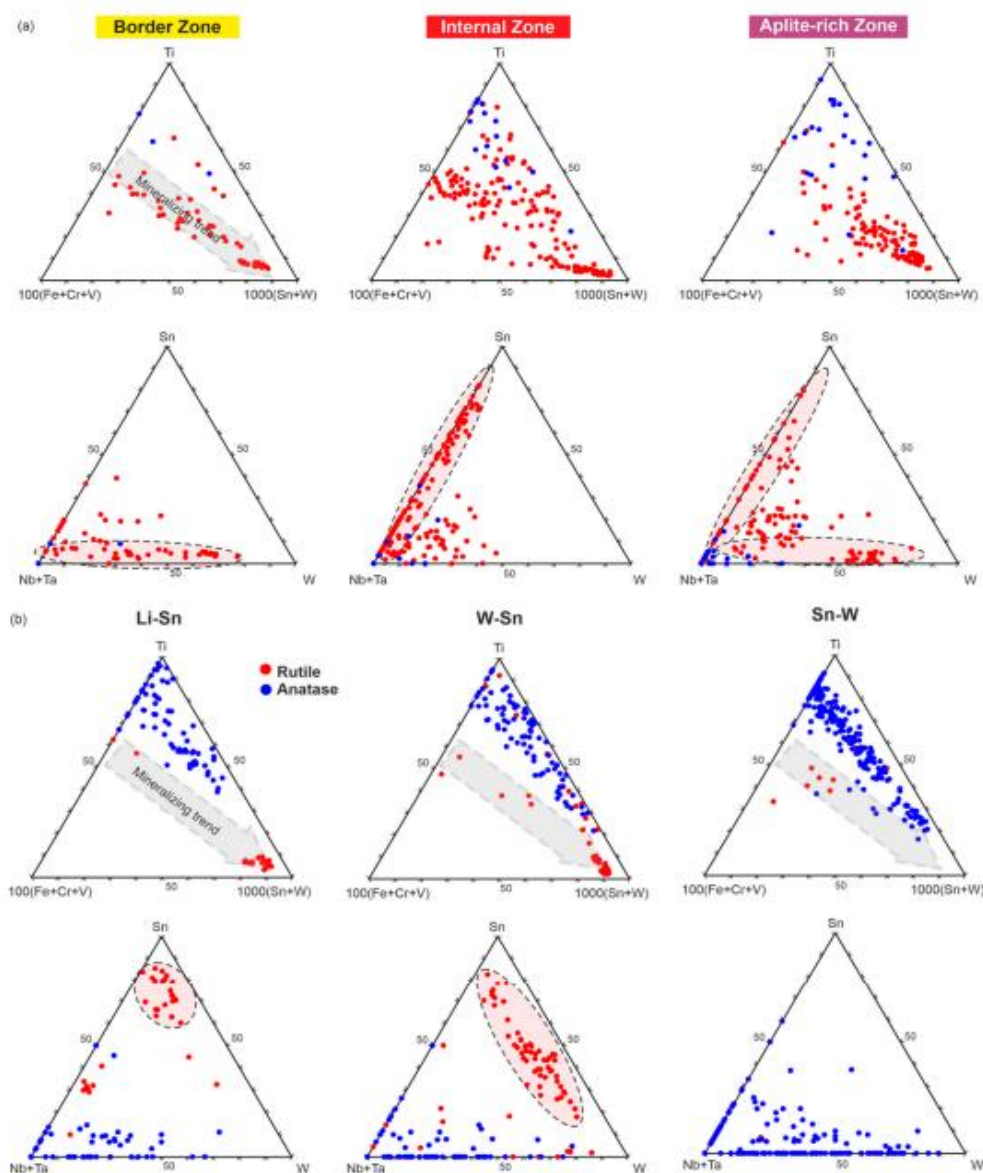 (a)
Border Zone Internal Zone Aplite-rich Zone
Ti Ti Ti
50 50 50 50 50 50
Mineralizing trend
100(Fe+Cr+V) 50 1000(Sn+W) 100(Fe+Cr+V) 50 1000(Sn+W) 100(Fe+Cr+V) 50 1000(Sn+W)
Sn Sn Sn
50 50 50 50 50 50
Nb+Ta 50 W Nb+Ta 50 W Nb+Ta 50 W
(b)
Li-Sn W-Sn Sn-W
Ti Ti Ti
Rutile
Anatase
50 50 50 50 50 50
Mineralizing trend
100(Fe+Cr+V) 50 1000(Sn+W) 100(Fe+Cr+V) 50 1000(Sn+W) 100(Fe+Cr+V) 50 1000(Sn+W)
Sn Sn Sn
50 50 50 50 50 50
Nb+Ta 50 W Nb+Ta 50 W Nb+Ta 50 W